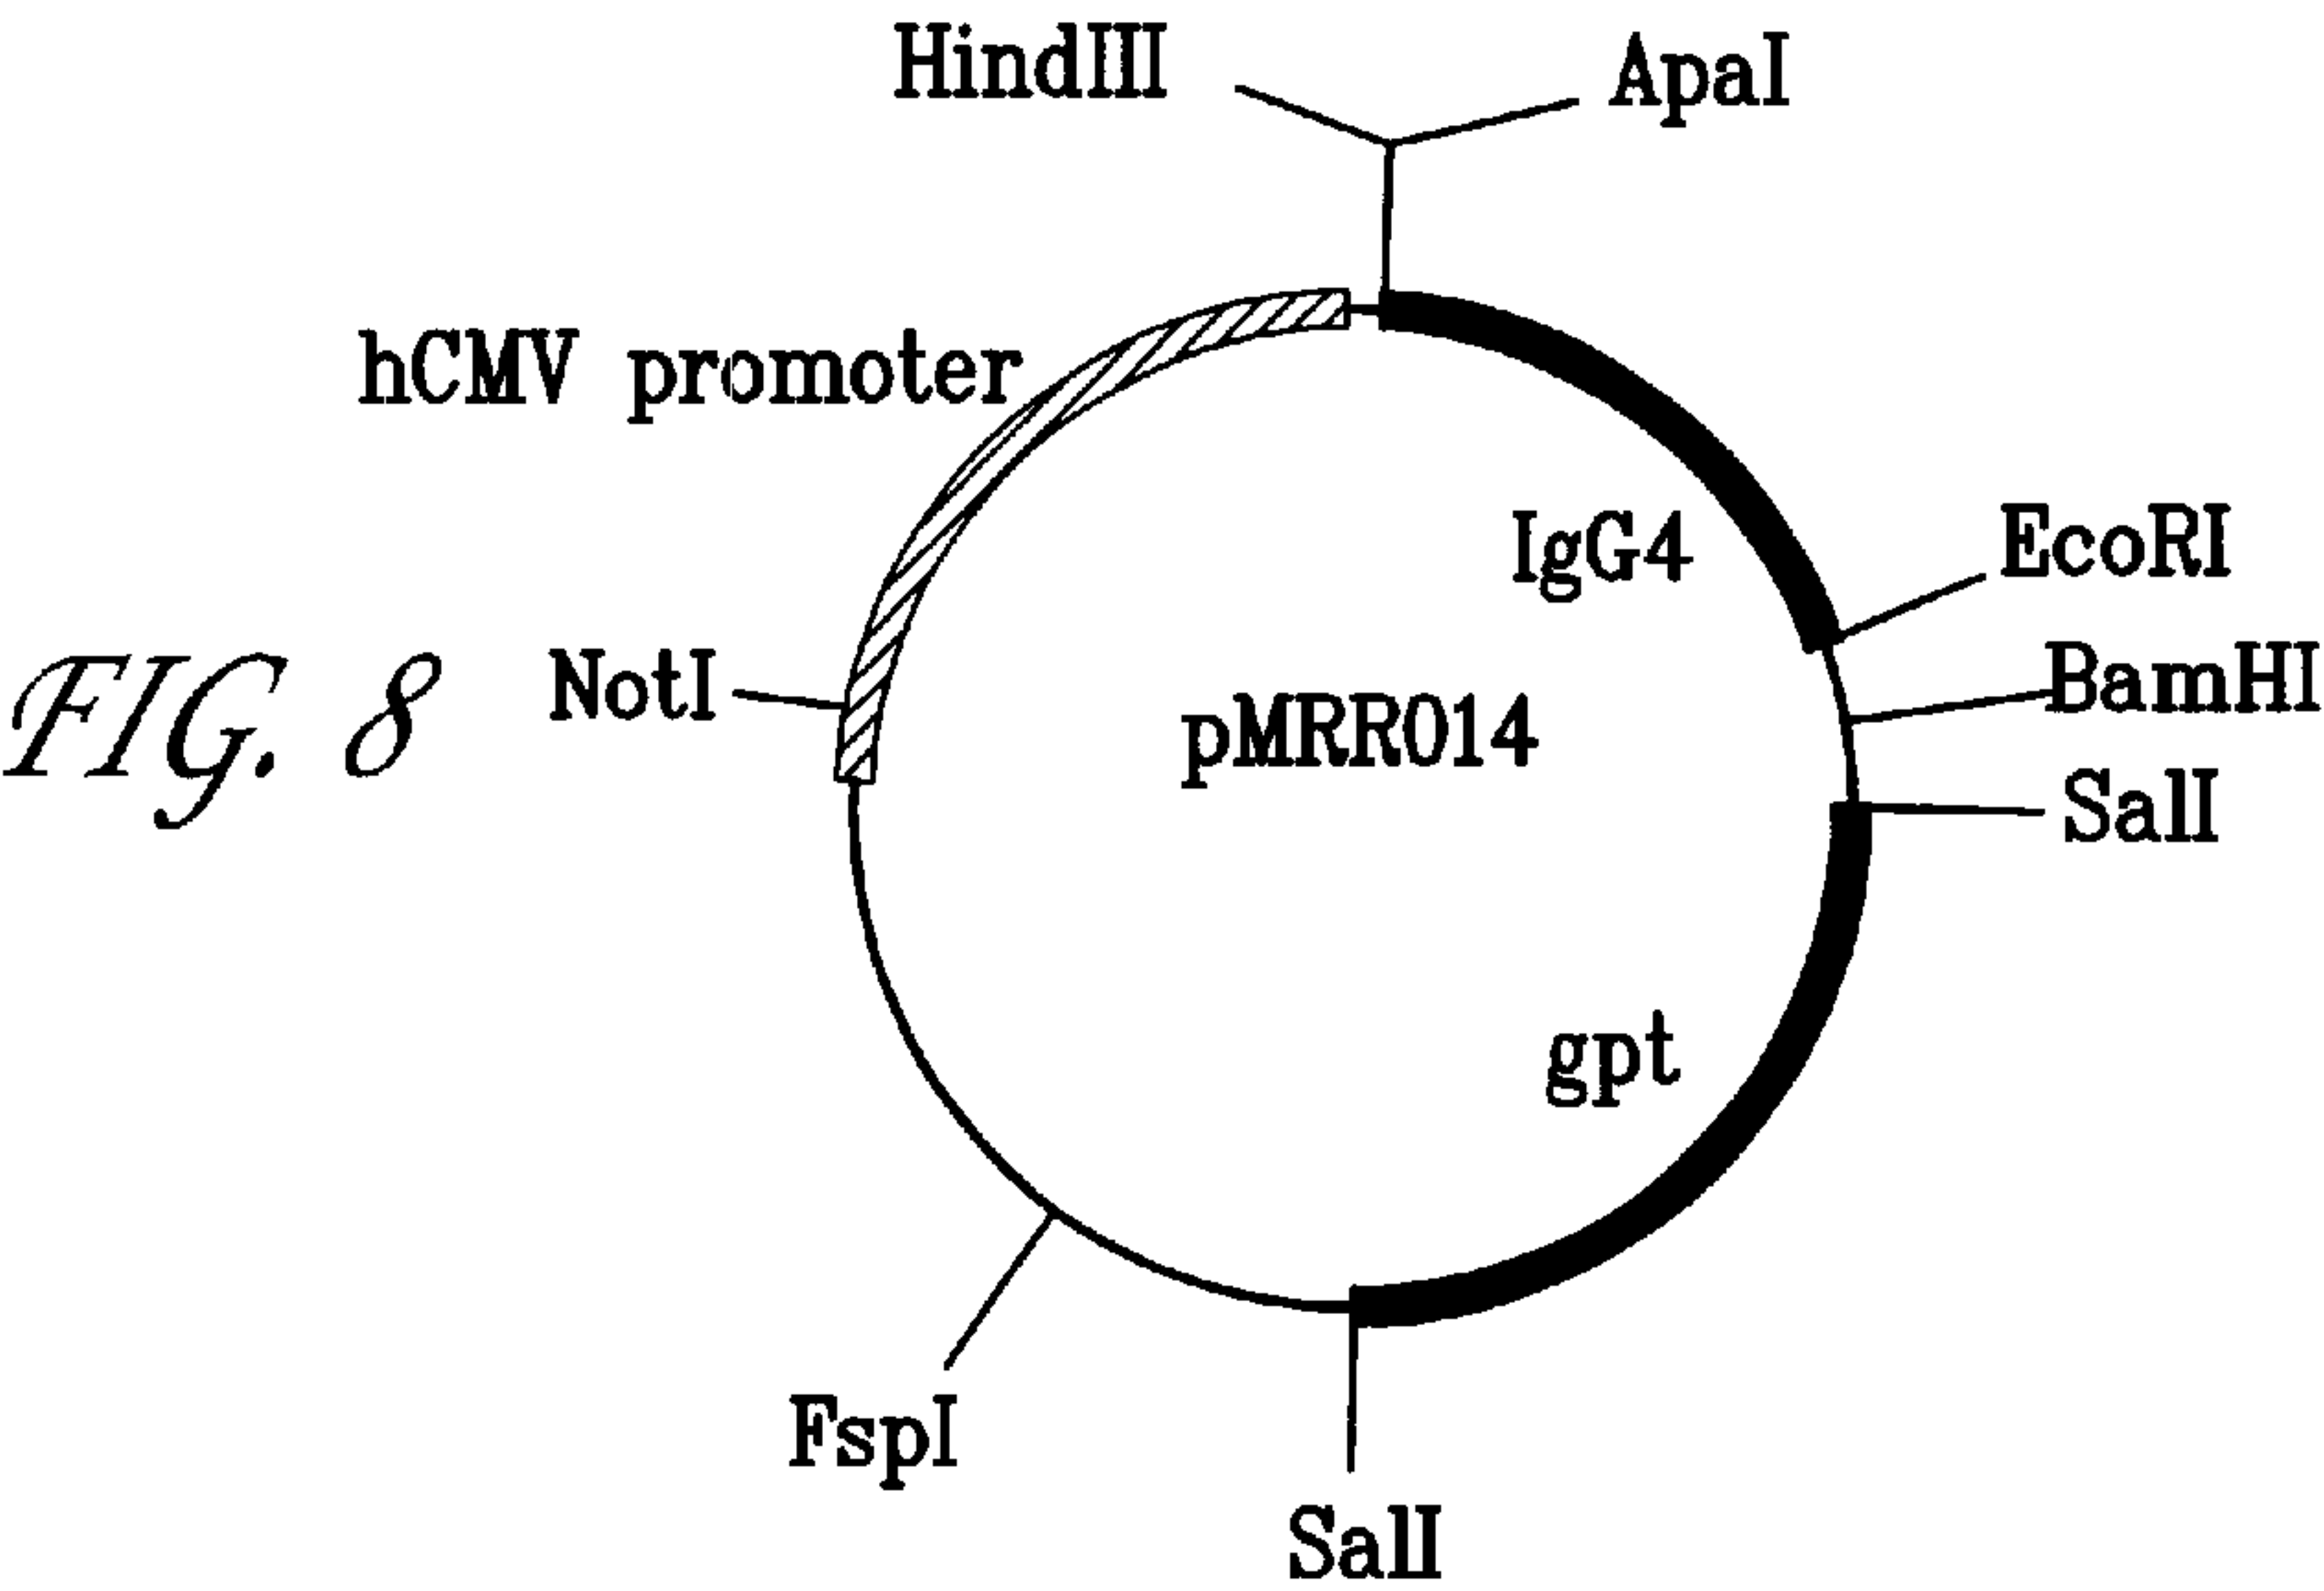 HindIII
ApaI
hCMV promoter
IgG4
EcoRI
BamHI
NotI
FIG. 8
pMRR014
SalI
gpt
FspI
SalI